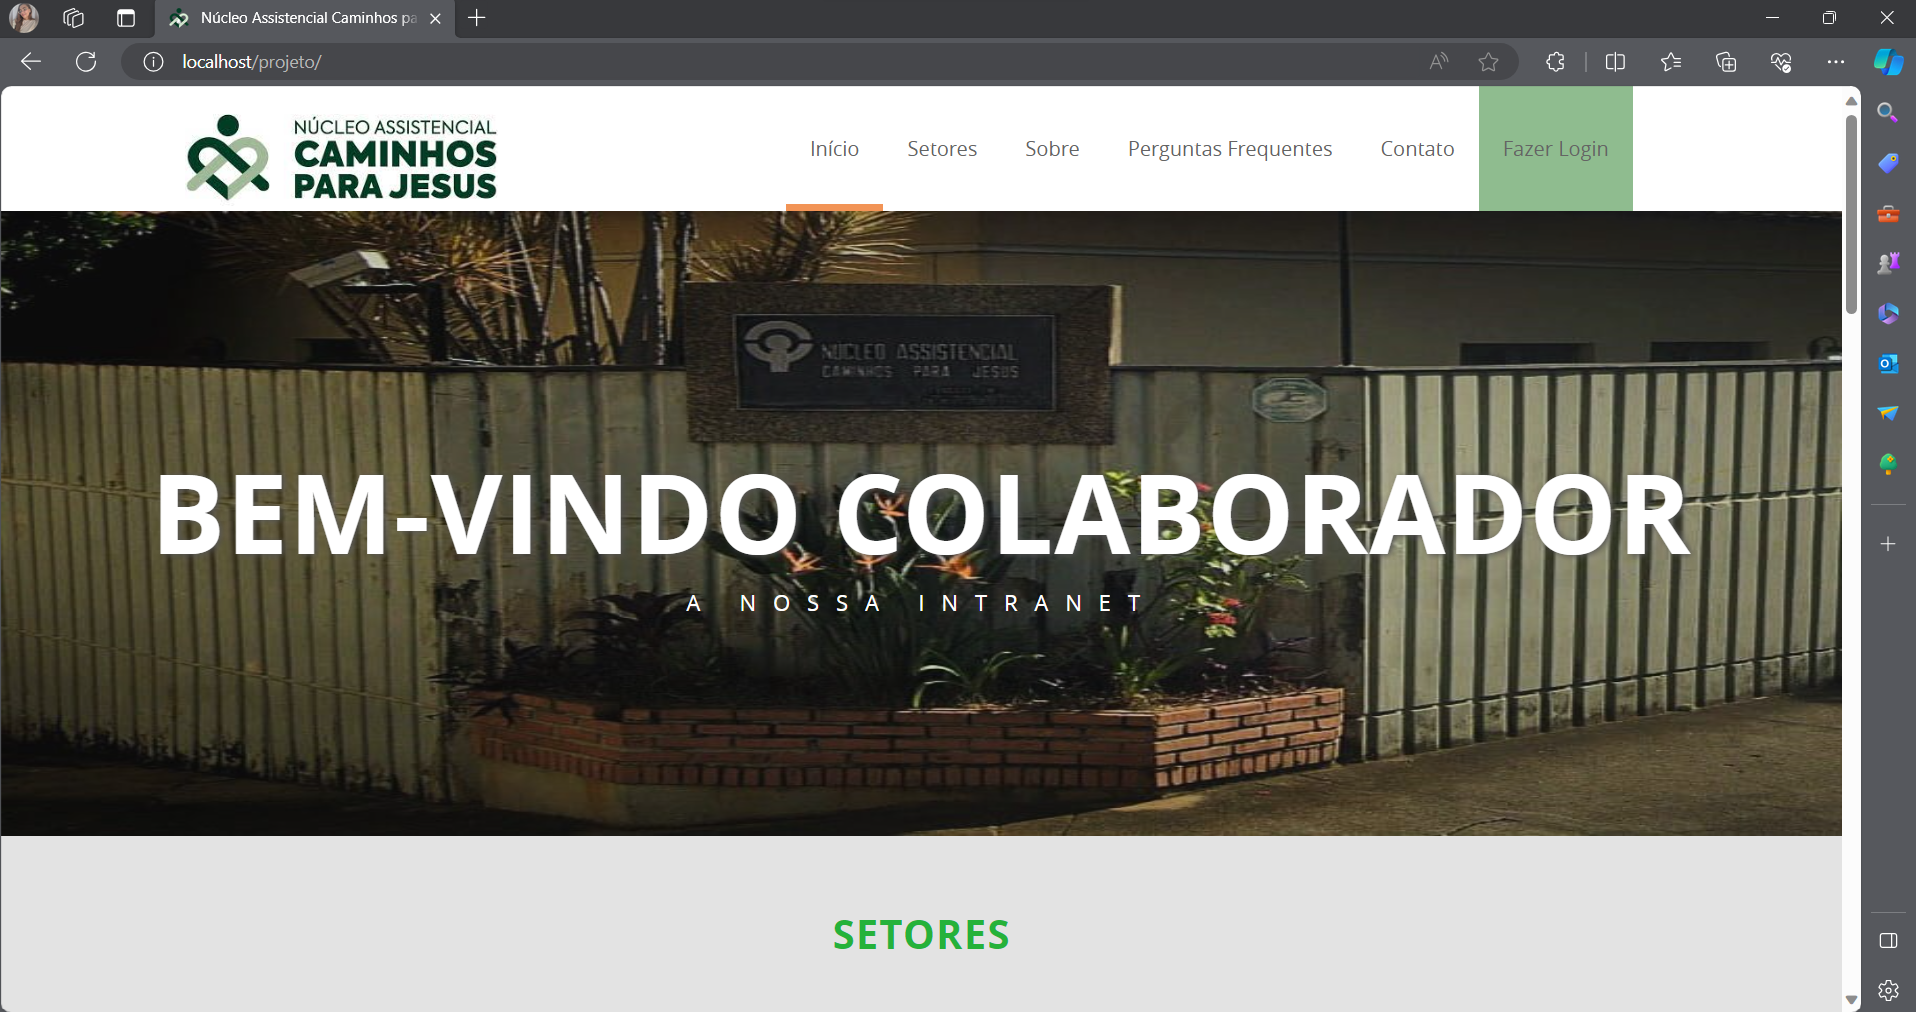 Núcleo Assistencial Caminhos pa
localhost/projeto/
NÚCLEO ASSISTENCIAL
CAMINHOS
PARA JESUS
Início
Setores
Sobre
Perguntas Frequentes
Contato
Fazer Login
NÚCLEO ASSISTENCIAL
CAMINHOS PARA JESUS
BEM-VINDO COLABORADOR
A NOSSA INTRANET
SETORES